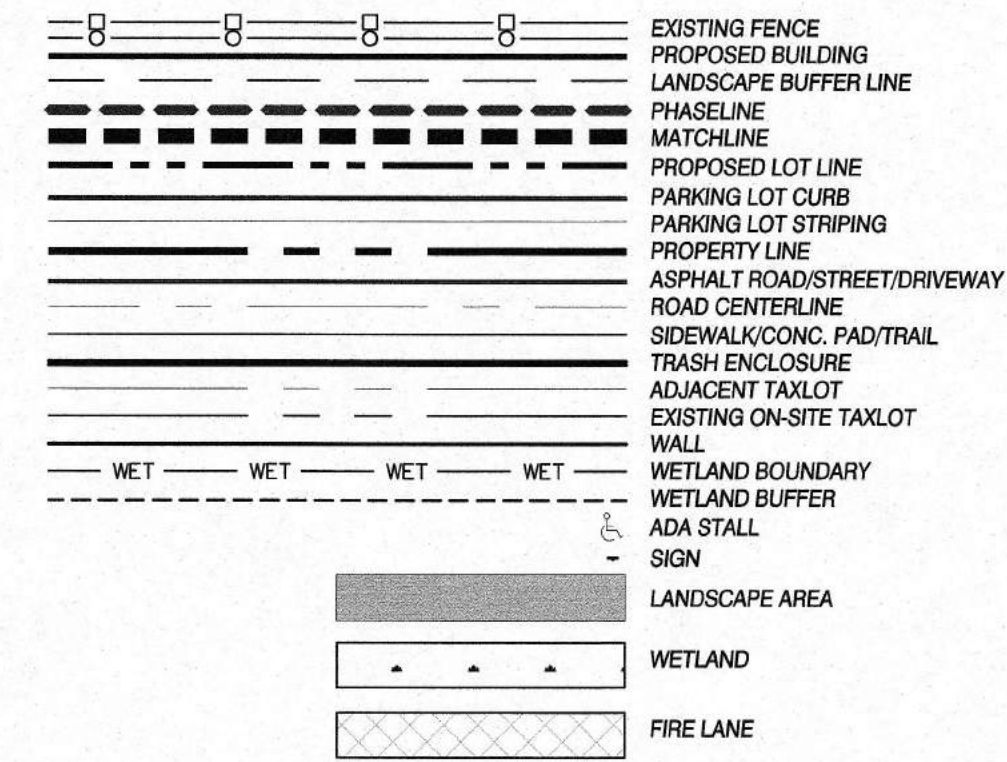 EXISTING FENCE
PROPOSED BUILDING
LANDSCAPE BUFFER LINE
PHASELINE
MATCHLINE
PROPOSED LOT LINE
PARKING LOT CURB
PARKING LOT STRIPING
PROPERTY LINE
ASPHALT ROAD/STREET/DRIVEWAY
ROAD CENTERLINE
SIDEWALK/CONC. PAD/TRAIL
TRASH ENCLOSURE
ADJACENT TAXLOT
EXISTING ON-SITE TAXLOT
WALL
WET WET WET WET WETLAND BOUNDARY
WETLAND BUFFER
ADA STALL
SIGN
LANDSCAPE AREA
WETLAND
FIRE LANE